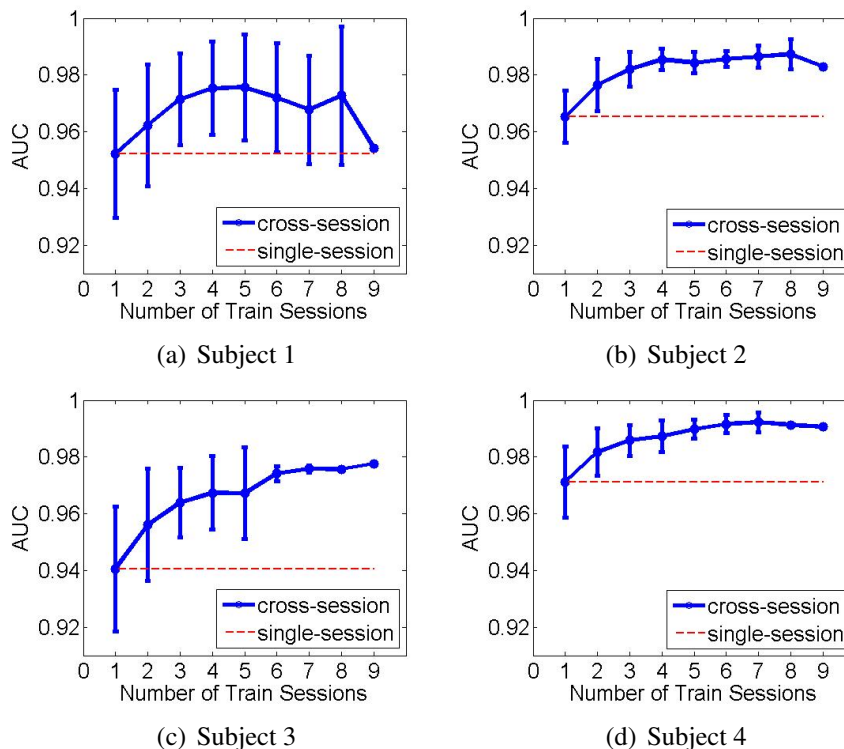 1
0.98
0.96
0.94
0.92
AUC
cross-session
single-session
0 1 2 3 4 5 6 7 8 9
Number of Train Sessions
(a) Subject 1
1
0.98
0.96
0.94
0.92
AUC
cross-session
single-session
0 1 2 3 4 5 6 7 8 9
Number of Train Sessions
(b) Subject 2
1
0.98
0.96
0.94
0.92
AUC
cross-session
single-session
0 1 2 3 4 5 6 7 8 9
Number of Train Sessions
(c) Subject 3
1
0.98
0.96
0.94
0.92
AUC
cross-session
single-session
0 1 2 3 4 5 6 7 8 9
Number of Train Sessions
(d) Subject 4